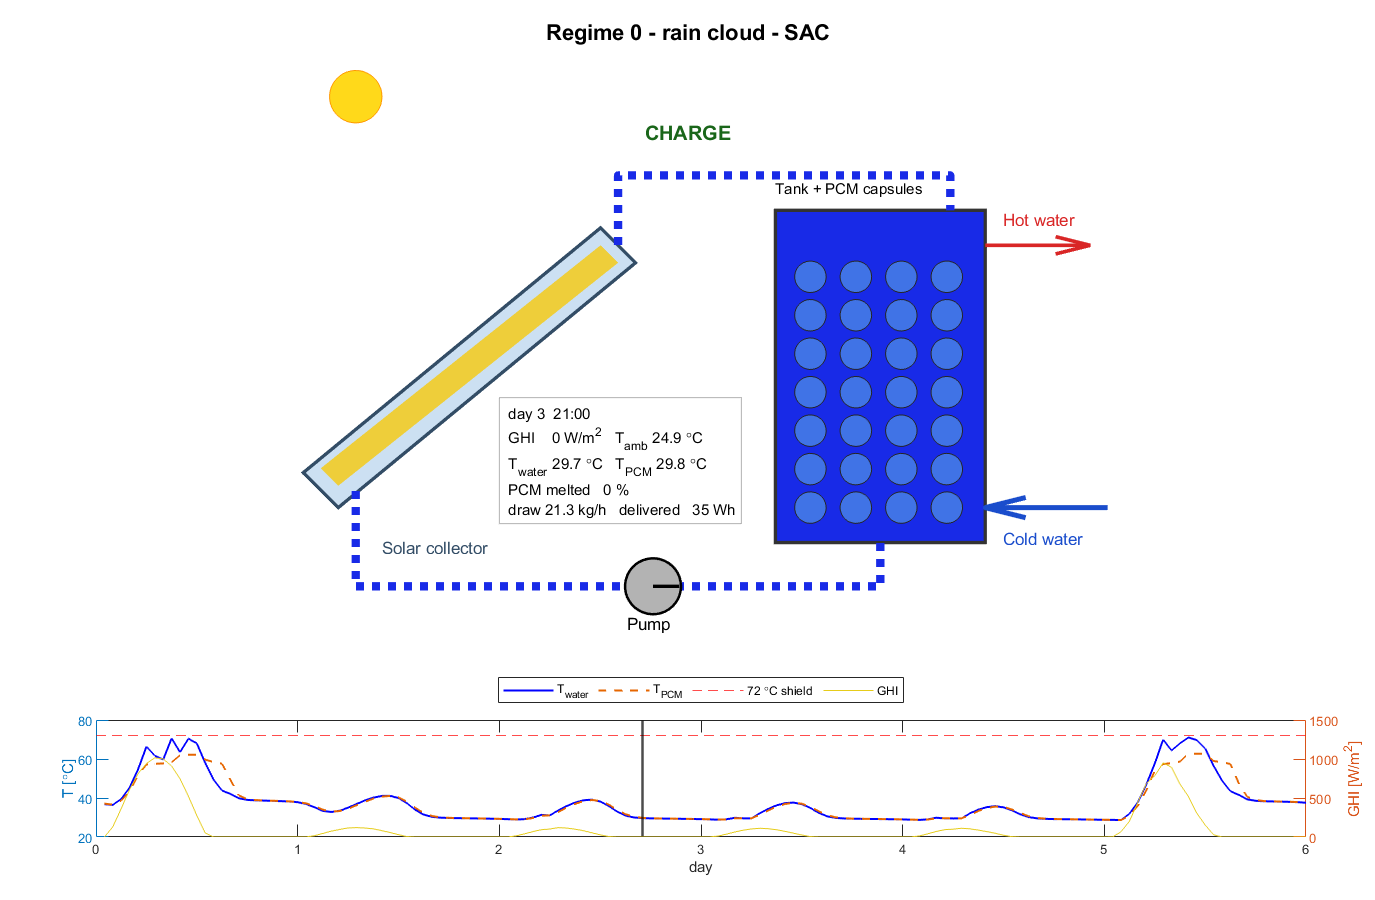 Regime 0 - rain cloud - SAC
CHARGE
Tank + PCM capsules
Hot water
day 3 21:00
GHI 0 W/m2 Tamb 24.9 °C
Twater 29.7 °C TPCM 29.8 °C
PCM melted 0 %
draw 21.3 kg/h delivered 35 Wh
Solar collector
Cold water
Pump
Twater TPCM 72 °C shield GHI
T [°C]
80
60
40
20
GHI [W/m2]
1500
1000
500
0
0 1 2 3 4 5 6
day